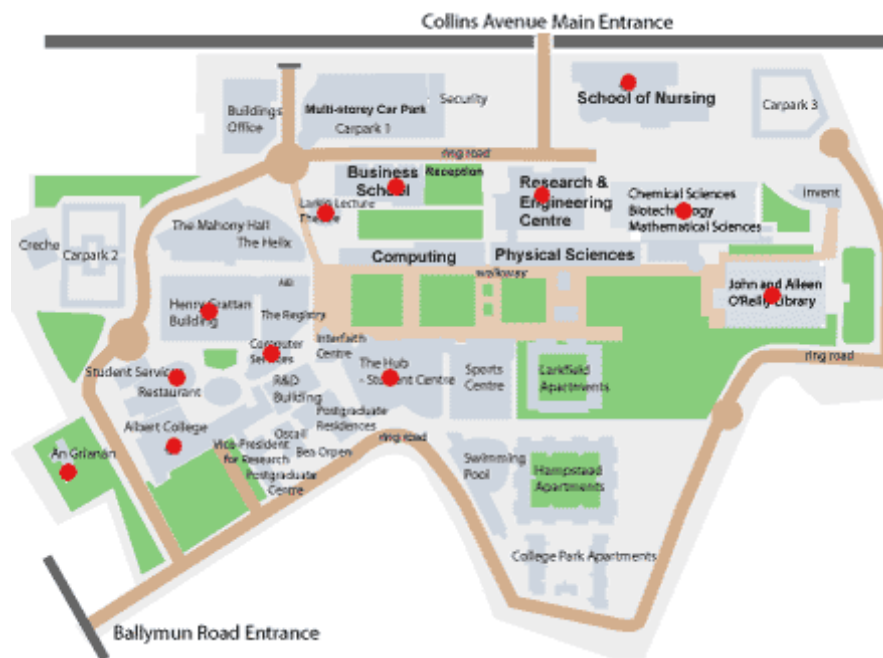 Collins Avenue Main Entrance
Buildings
Office
Multi-storey Car Park
Carpark 1
Security
School of Nursing
Carpark 3
ring road
Business
School
Reception
Larkin Lecture
Theatre
Research &
Engineering
Centre
Chemical Sciences
Biotechnology
Mathematical Sciences
Invent
Creche
Carpark 2
The Mahony Hall
The Helix
Computing
Physical Sciences
walkway
AIB
Henry Grattan
Building
The Registry
John and Aileen
O'Reilly Library
Interfaith
Centre
Computer
Services
The Hub
- Student Centre
Sports
Centre
Larkfield
Apartments
ring road
Student Services
Restaurant
R&D
Building
Postgraduate
Residences
Albert College
Oscail
Bea Orpen
ring road
Vice-President
for Research
Postgraduate
Centre
An Grianán
Swimming
Pool
Hampstead
Apartments
College Park Apartments
Ballymun Road Entrance